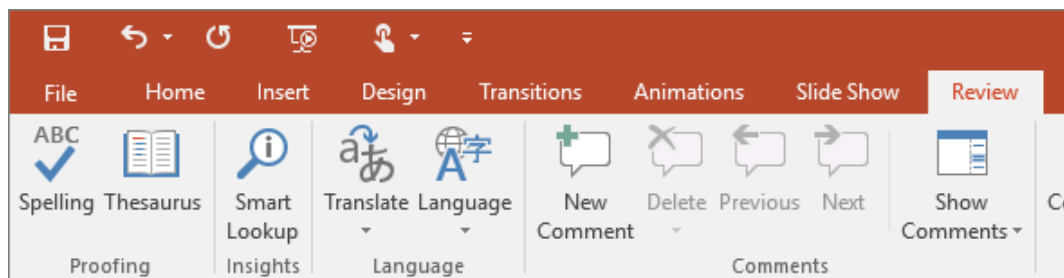 File Home Insert Design Transitions Animations Slide Show Review
ABC
Spelling Thesaurus Smart Lookup Translate Language New Comment Delete Previous Next Show Comments
Proofing Insights Language Comments